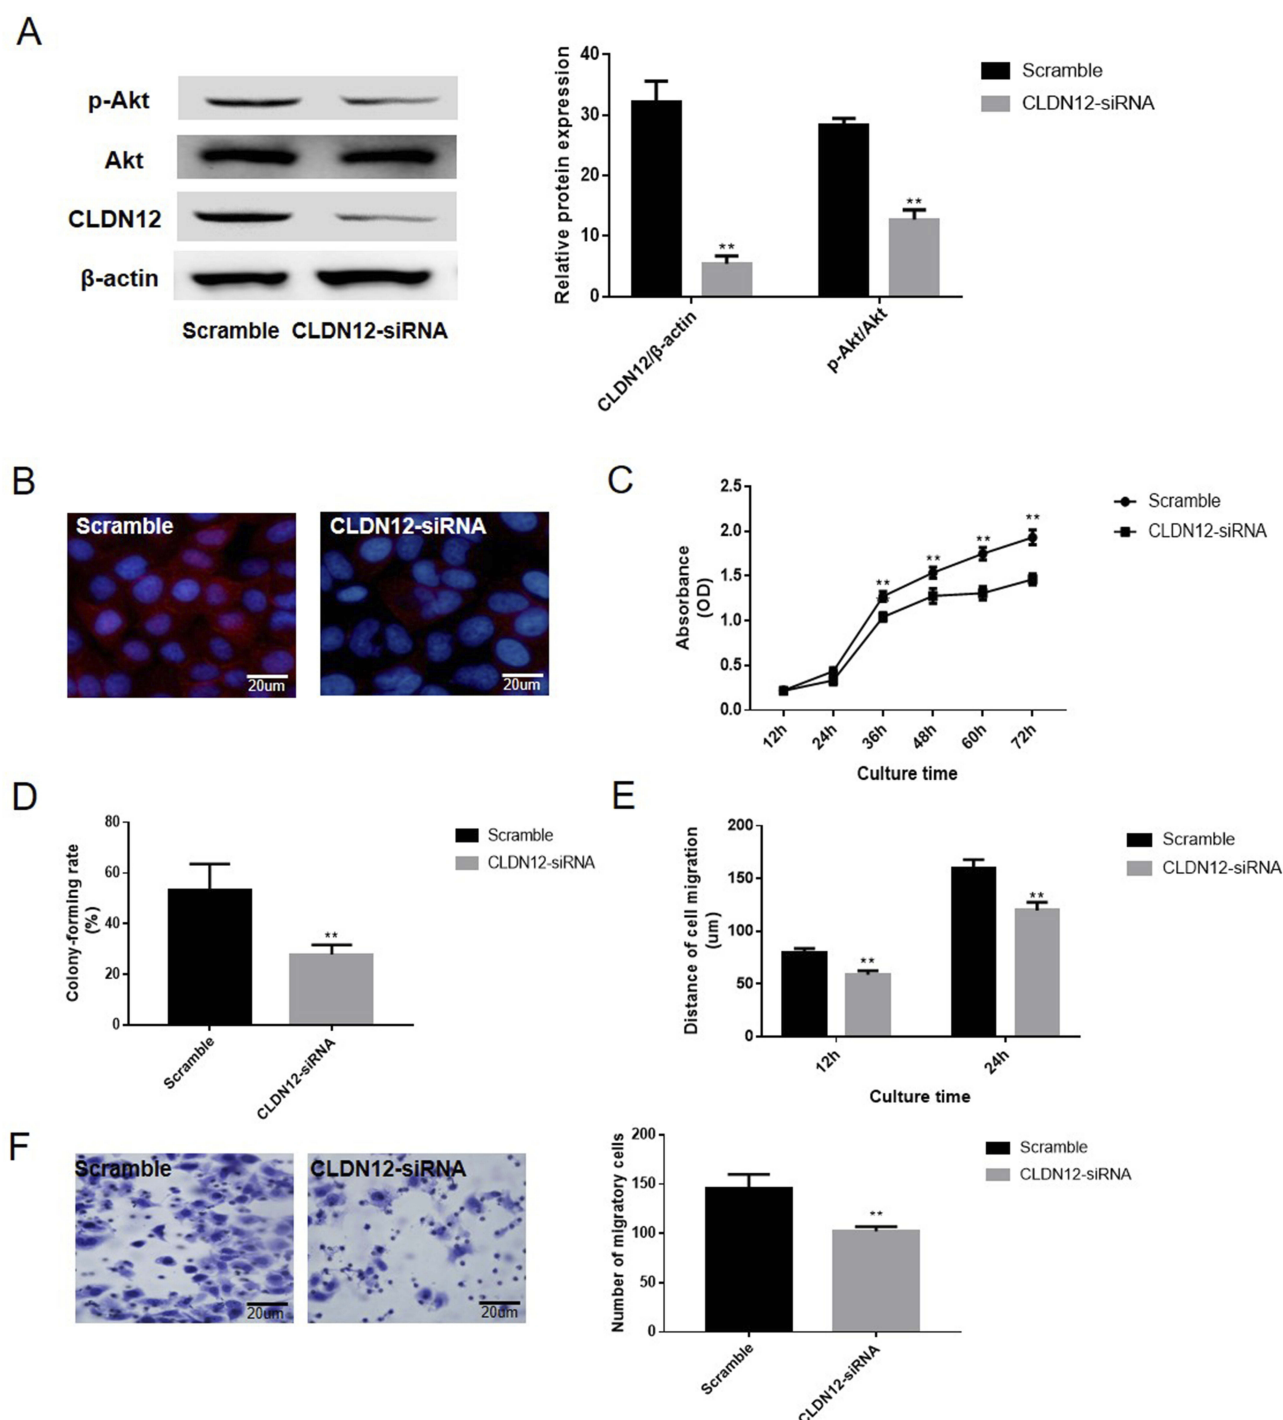 A
p-Akt
Akt
CLDN12
β-actin
Scramble CLDN12-siRNA
Relative protein expression
40
30
20
10
0
**
**
CLDN12/β-actin
p-Akt/Akt
Scramble
CLDN12-siRNA
B
Scramble
20um
CLDN12-siRNA
20um
C
Absorbance
(OD)
2.5
2.0
1.5
1.0
0.5
0.0
**
**
**
**
12h
24h
36h
48h
60h
72h
Culture time
Scramble
CLDN12-siRNA
D
Colony-forming rate
(%)
80
60
40
20
0
**
Scramble
CLDN12-siRNA
Scramble
CLDN12-siRNA
E
Distance of cell migration
(um)
200
150
100
50
0
**
**
12h
24h
Culture time
Scramble
CLDN12-siRNA
F
Scramble
20um
CLDN12-siRNA
20um
Number of migratory cells
200
150
100
50
0
**
Scramble
CLDN12-siRNA
Scramble
CLDN12-siRNA